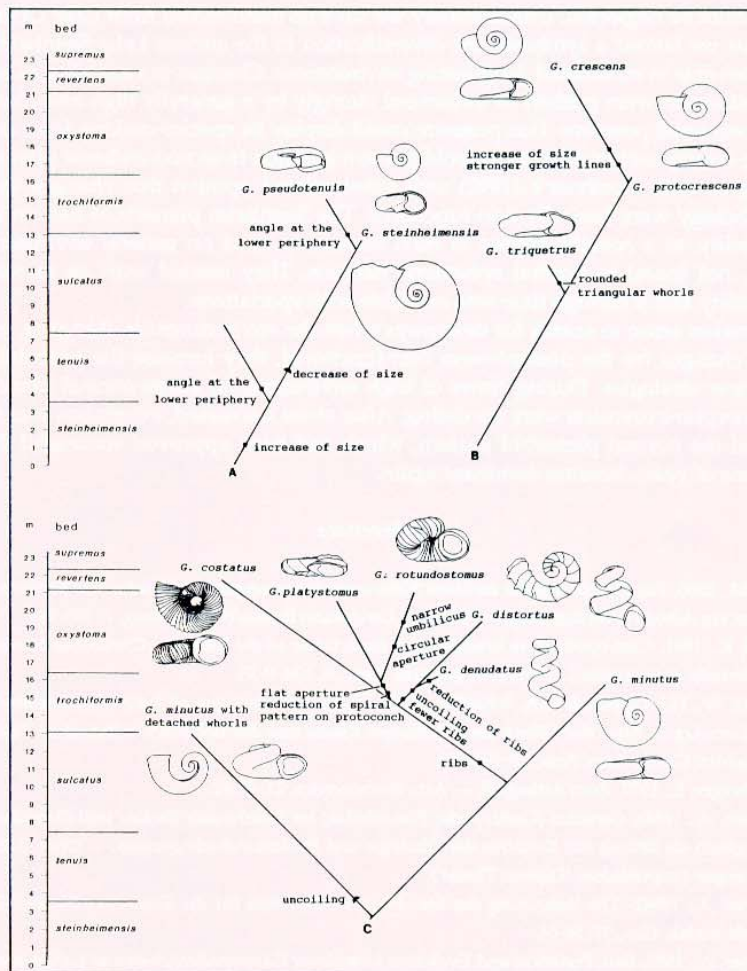 m bed
23
supremus
22
revertens
21
20
19
oxystoma
18
17
16
trochiformis
15
14
13
12
11
sulcatus
10
9
8
7
6
tenuis
5
4
3
steinheimensis
2
1
0
G. crescens
increase of size
stronger growth lines
G. protocrescens
G. pseudotenuis
G. steinheimensis
angle at the
lower periphery
G. triquetrus
rounded
triangular whorls
angle at the
lower periphery
decrease of size
increase of size
A
B
m bed
23
supremus
22
revertens
21
20
19
oxystoma
18
17
16
trochiformis
15
14
13
12
11
sulcatus
10
9
8
7
6
tenuis
5
4
3
steinheimensis
2
1
0
G. costatus
G.platystomus
G. rotundostomus
narrow
umbilicus
G. distortus
circular
aperture
G. denudatus
G. minutus
flat aperture
reduction of spiral
pattern on protoconch
reduction of ribs
uncoiling
fewer ribs
G. minutus with
detached whorls
ribs
uncoiling
C